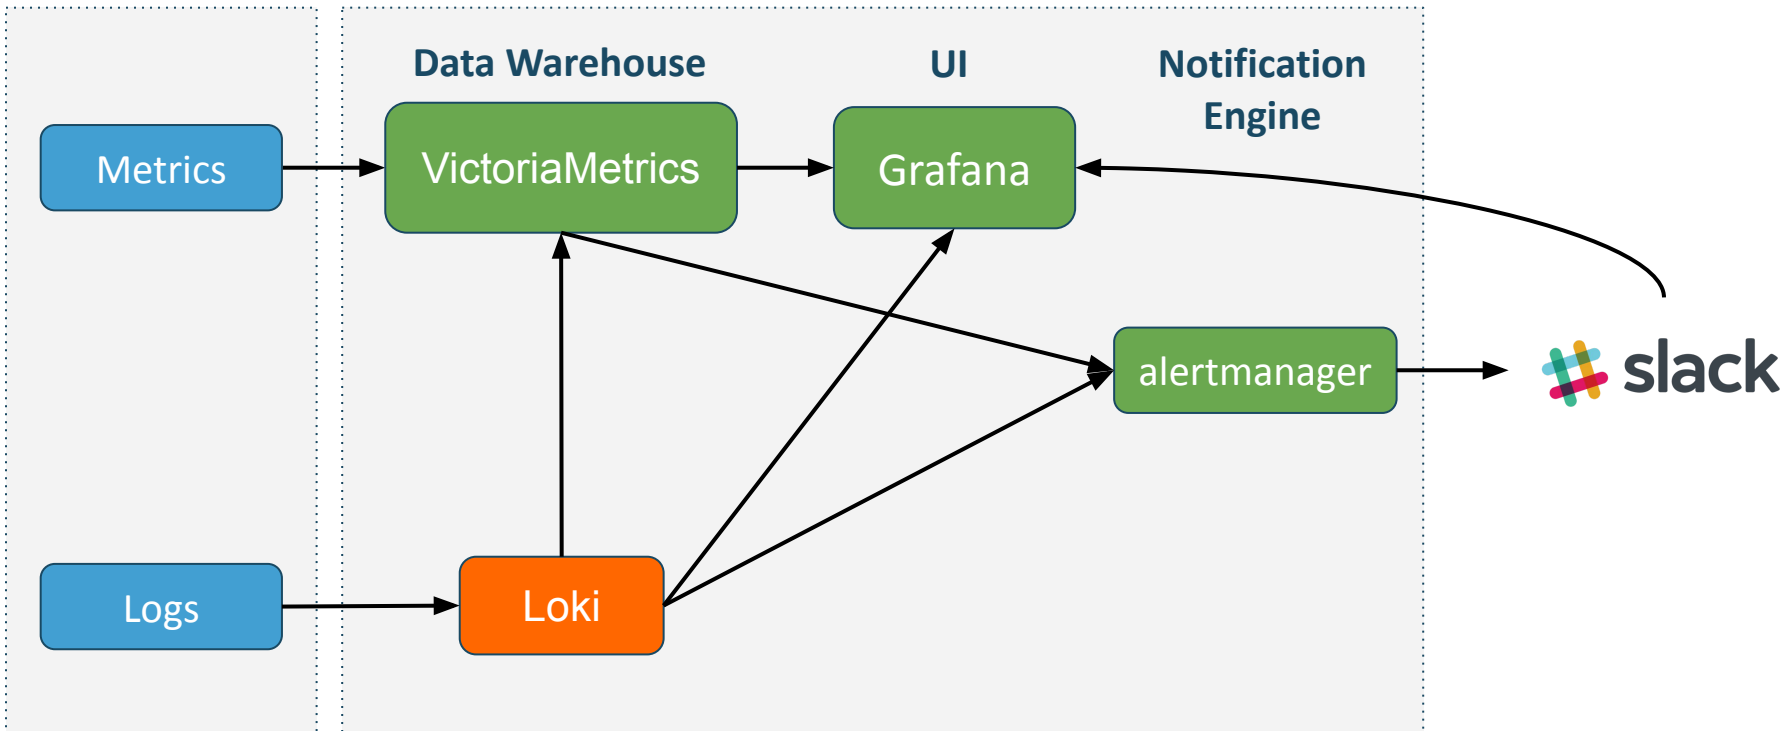 Data Warehouse
UI
Notification
Engine
Metrics
VictoriaMetrics
Grafana
alertmanager
slack
Logs
Loki